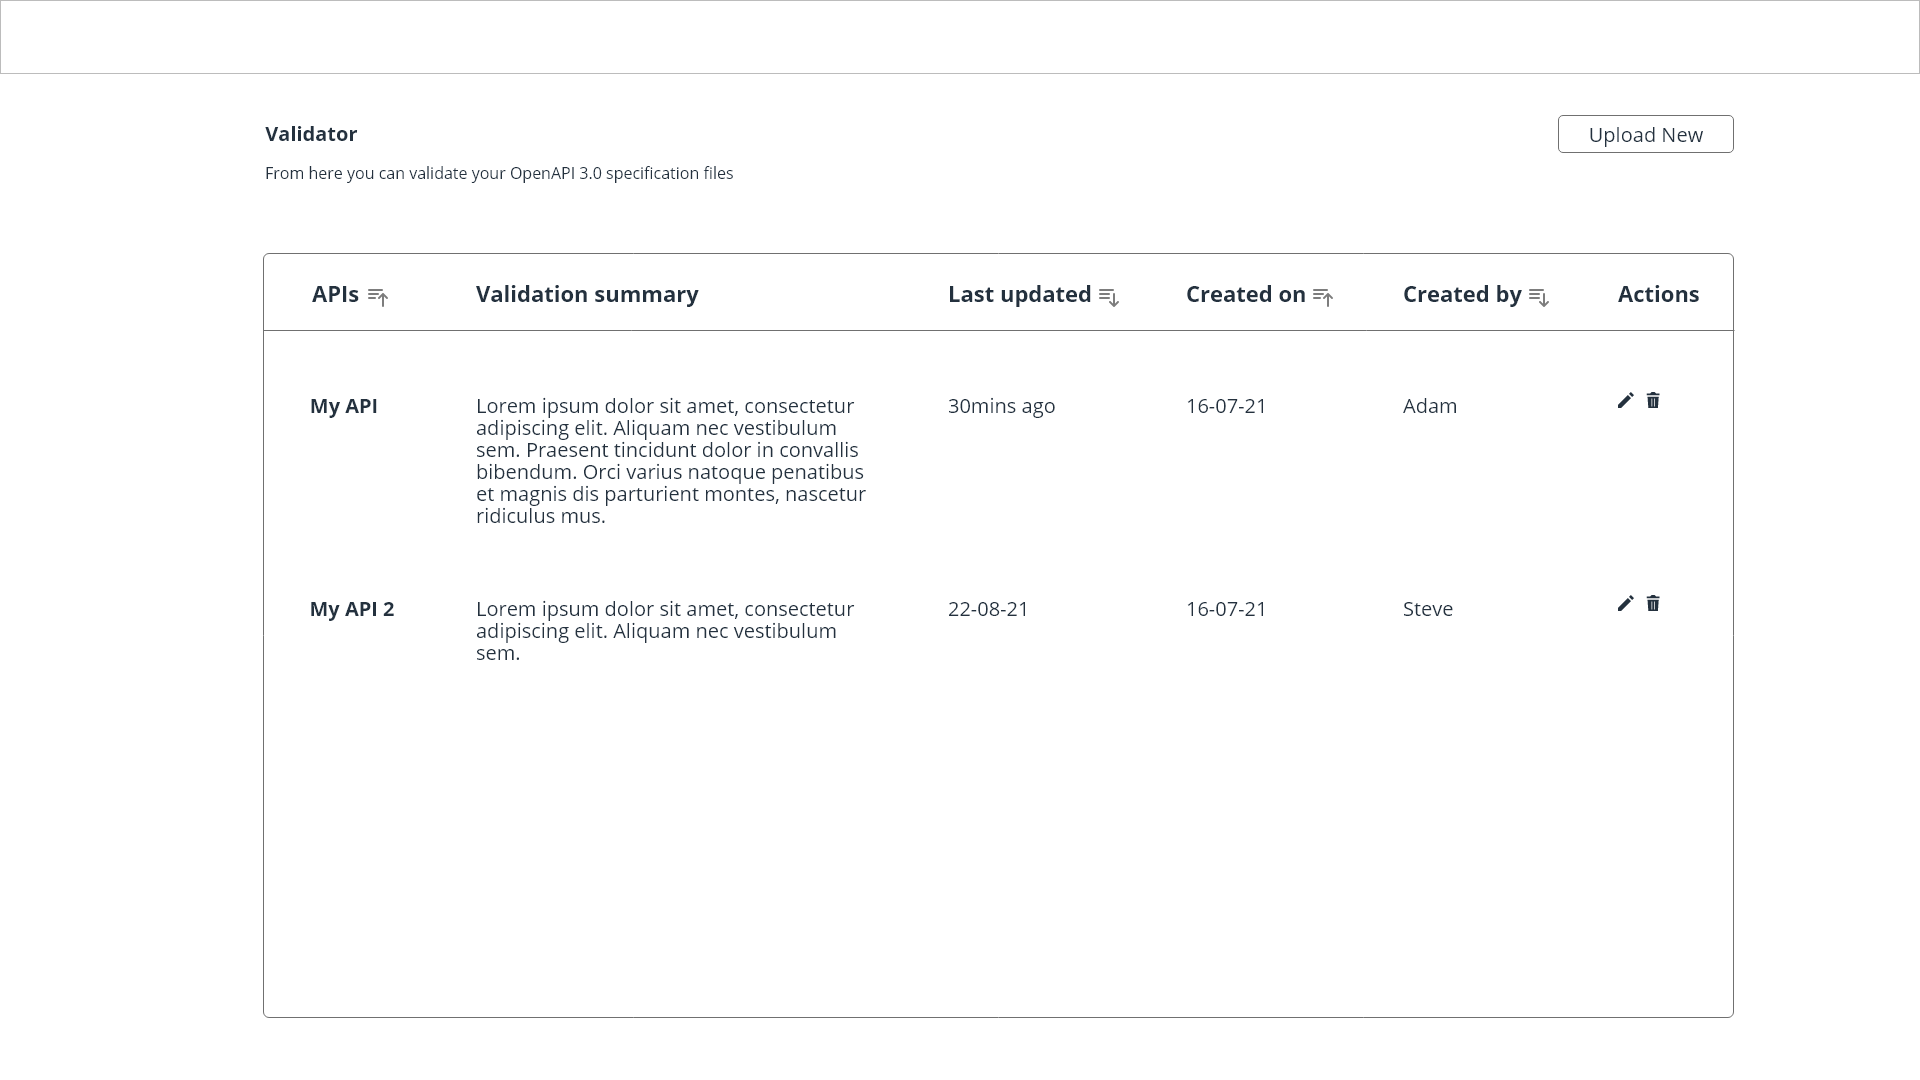 Validator
Upload New
From here you can validate your OpenAPI 3.0 specification files
APIs Validation summary Last updated Created on Created by Actions
My API Lorem ipsum dolor sit amet, consectetur 30mins ago 16-07-21 Adam
adipiscing elit. Aliquam nec vestibulum
sem. Praesent tincidunt dolor in convallis
bibendum. Orci varius natoque penatibus
et magnis dis parturient montes, nascetur
ridiculus mus.
My API 2 Lorem ipsum dolor sit amet, consectetur 22-08-21 16-07-21 Steve
adipiscing elit. Aliquam nec vestibulum
sem.